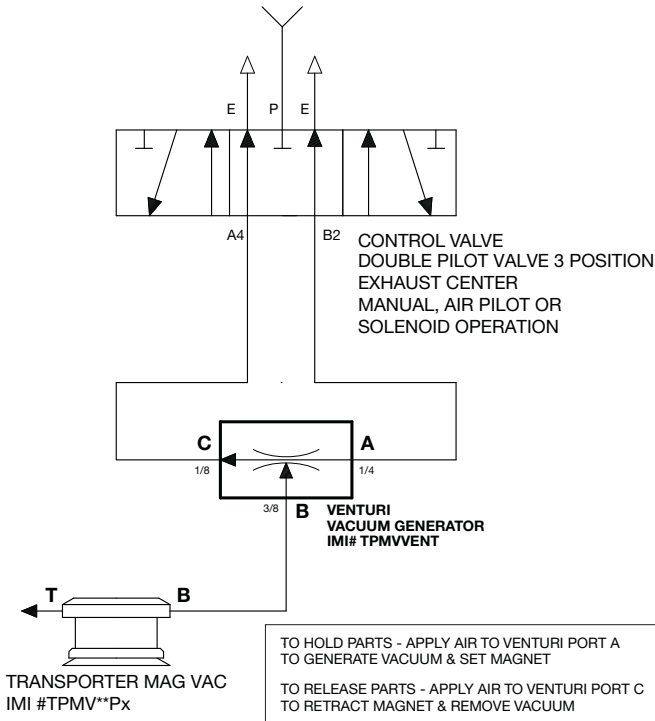 E P E
A4 B2
CONTROL VALVE
DOUBLE PILOT VALVE 3 POSITION
EXHAUST CENTER
MANUAL, AIR PILOT OR
SOLENOID OPERATION
C A
1/8 1/4
3/8 B VENTURI
VACUUM GENERATOR
IMI# TPMVVENT
T B
TRANSPORTER MAG VAC
IMI #TPMV**Px
TO HOLD PARTS - APPLY AIR TO VENTURI PORT A
TO GENERATE VACUUM & SET MAGNET
TO RELEASE PARTS - APPLY AIR TO VENTURI PORT C
TO RETRACT MAGNET & REMOVE VACUUM